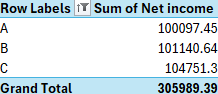 Row Labels Sum of Net income
A 100097.45
B 101140.64
C 104751.3
Grand Total 305989.39